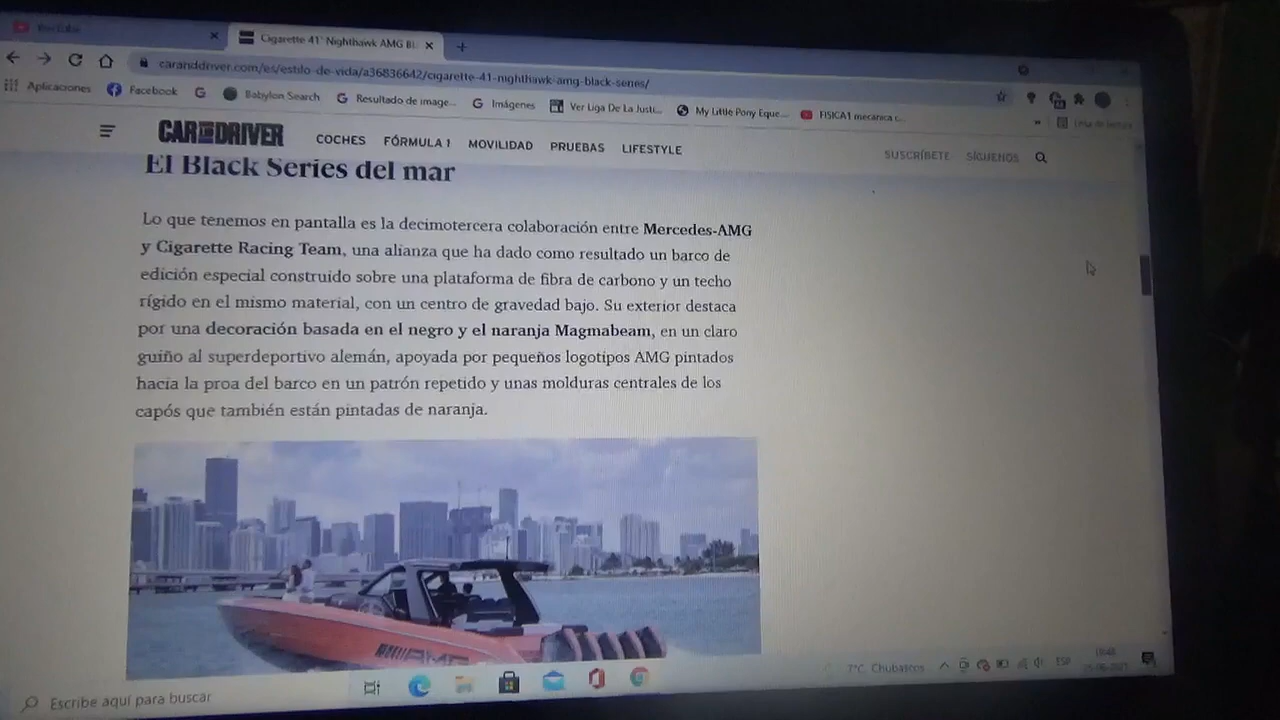 YouTube
Cigarette 41' Nighthawk AMG BL
caranddriver.com/es/estilo-de-vida/a36836642/cigarette-41-nighthawk-amg-black-series/
Aplicaciones Facebook Babylon Search Resultado de image... Imágenes Ver Liga De La Justi... My Little Pony Eque... FISICA1 mecánica c...
CAR AND DRIVER COCHES FÓRMULA 1 MOVILIDAD PRUEBAS LIFESTYLE SUSCRÍBETE SÍGUENOS
El Black Series del mar
Lo que tenemos en pantalla es la decimotercera colaboración entre Mercedes-AMG
y Cigarette Racing Team, una alianza que ha dado como resultado un barco de
edición especial construido sobre una plataforma de fibra de carbono y un techo
rígido en el mismo material, con un centro de gravedad bajo. Su exterior destaca
por una decoración basada en el negro y el naranja Magmabeam, en un claro
guiño al superdeportivo alemán, apoyada por pequeños logotipos AMG pintados
hacia la proa del barco en un patrón repetido y unas molduras centrales de los
capós que también están pintadas de naranja.
AMG
Escribe aquí para buscar
7°C Chubascos ESP